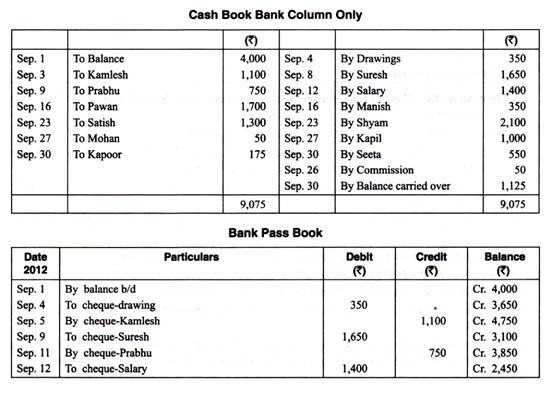 Cash Book Bank Column Only
(₹) (₹)
Sep. 1 To Balance 4,000 Sep. 4 By Drawings 350
Sep. 3 To Kamlesh 1,100 Sep. 8 By Suresh 1,650
Sep. 9 To Prabhu 750 Sep. 12 By Salary 1,400
Sep. 16 To Pawan 1,700 Sep. 16 By Manish 350
Sep. 23 To Satish 1,300 Sep. 23 By Shyam 2,100
Sep. 27 To Mohan 50 Sep. 27 By Kapil 1,000
Sep. 30 To Kapoor 175 Sep. 30 By Seeta 550
Sep. 26 By Commission 50
Sep. 30 By Balance carried over 1,125
9,075 9,075
Bank Pass Book
Date Particulars Debit Credit Balance
2012 (₹) (₹) (₹)
Sep. 1 By balance b/d Cr. 4,000
Sep. 4 To cheque-drawing 350 Cr. 3,650
Sep. 5 By cheque-Kamlesh 1,100 Cr. 4,750
Sep. 9 To cheque-Suresh 1,650 Cr. 3,100
Sep. 11 By cheque-Prabhu 750 Cr. 3,850
Sep. 12 To cheque-Salary 1,400 Cr. 2,450